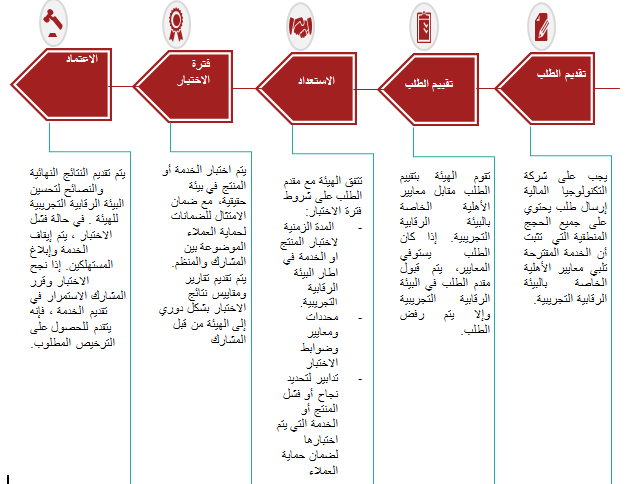 تقديم الطلب
يجب على شركة
التكنولوجيا المالية
إرسال طلب يحتوي
على جميع الحجج
المنطقية التي تثبت
أن الخدمة المقترحة
تلبي معايير الأهلية
الخاصة بالبيئة
الرقابية التجريبية.
تقييم الطلب
تقوم الهيئة بتقييم
الطلب مقابل معايير
الأهلية الخاصة
بالبيئة الرقابية
التجريبية. إذا كان
الطلب يستوفي
المعايير، يتم قبول
مقدم الطلب في البيئة
الرقابية التجريبية
وإلا يتم رفض
الطلب.
الاستعداد
تتفق الهيئة مع مقدم
الطلب على شروط
فترة الاختبار:
- المدة الزمنية
لاختبار المنتج
او الخدمة في
اطار البيئة
الرقابية
التجريبية.
- محددات
ومعايير
وضوابط
الاختبار
- تدابير لتحديد
نجاح أو فشل
المنتج أو
الخدمة التي يتم
اختبارها
لضمان حماية
العملاء
فترة
الاختبار
يتم اختبار الخدمة أو
المنتج في بيئة
حقيقية، مع ضمان
الامتثال للضمانات
لحماية العملاء
الموضوعة بين
المشارك والمنظم.
يتم تقديم تقارير
ومقاييس نتائج
الاختبار بشكل دوري
إلى الهيئة من قبل
المشارك
الاعتماد
يتم تقديم النتائج النهائية
والنصائح لتحسين
البيئة الرقابية التجريبية
للهيئة . في حالة فشل
الاختبار ، يتم إيقاف
الخدمة وإبلاغ
المستهلكين. إذا نجح
الاختبار وقرر
المشارك الاستمرار في
تقديم الخدمة ، فإنه
يتقدم للحصول على
الترخيص المطلوب.